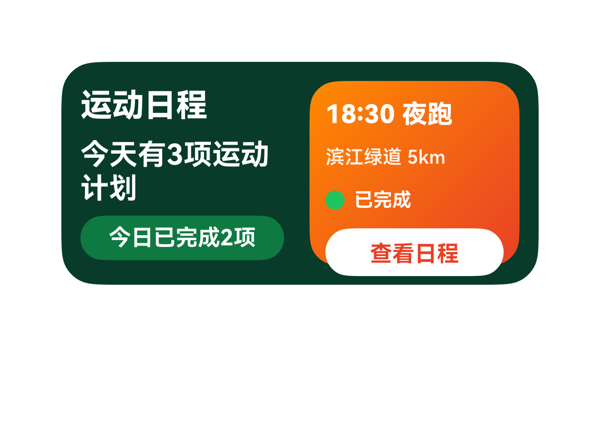 运动日程
今天有3项运动
计划
今日已完成2项
18:30 夜跑
滨江绿道 5km
已完成
查看日程